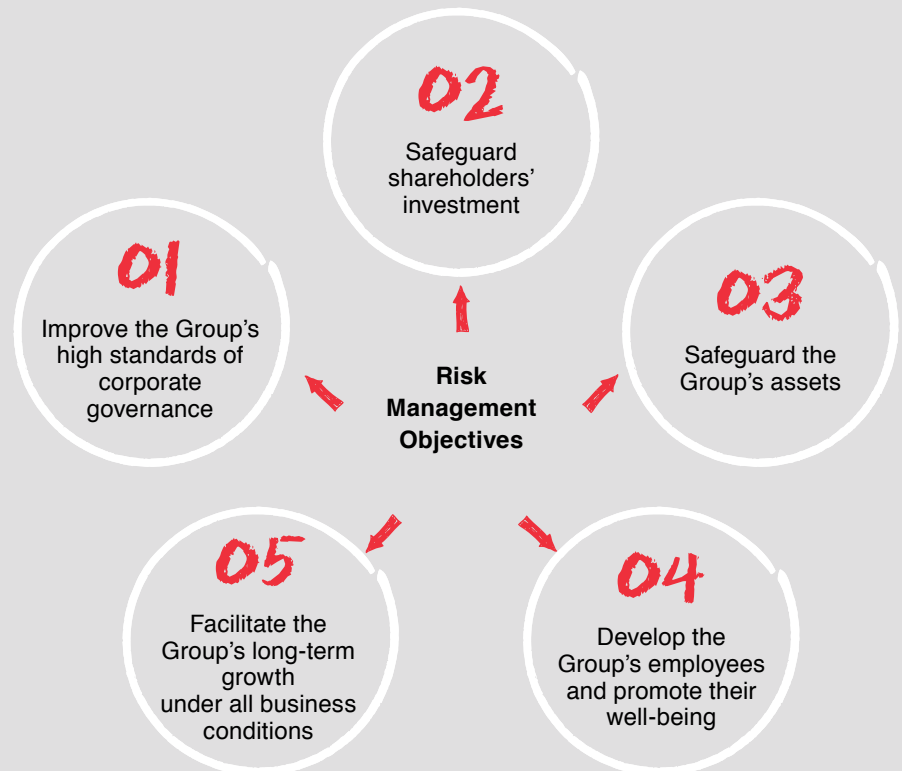 Risk
Management
Objectives
01
Improve the Group’s
high standards of
corporate
governance
02
Safeguard
shareholders’
investment
03
Safeguard the
Group’s assets
04
Develop the
Group’s employees
and promote their
well-being
05
Facilitate the
Group’s long-term
growth
under all business
conditions